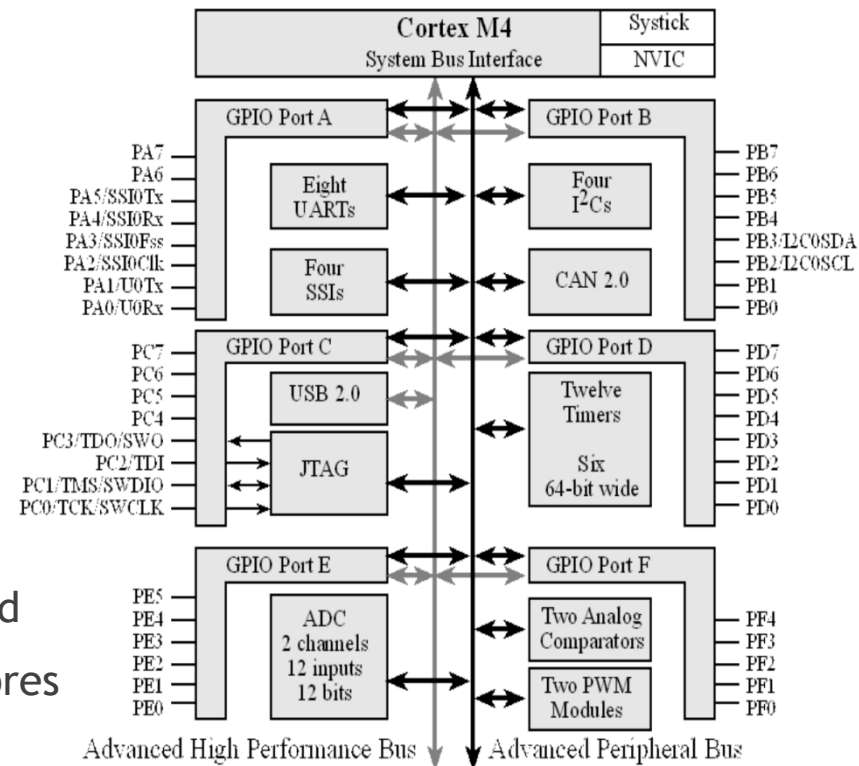 Cortex M4
System Bus Interface
Systick
NVIC
GPIO Port A
PA7
PA6
PA5/SSI0Tx
PA4/SSI0Rx
PA3/SSI0Fss
PA2/SSI0Clk
PA1/U0Tx
PA0/U0Rx
Eight
UARTs
Four
SSIs
GPIO Port B
Four
I²Cs
CAN 2.0
PB7
PB6
PB5
PB4
PB3/I2C0SDA
PB2/I2C0SCL
PB1
PB0
GPIO Port C
PC7
PC6
PC5
PC4
PC3/TDO/SWO
PC2/TDI
PC1/TMS/SWDIO
PC0/TCK/SWCLK
USB 2.0
JTAG
GPIO Port D
Twelve
Timers
Six
64-bit wide
PD7
PD6
PD5
PD4
PD3
PD2
PD1
PD0
d
ores
GPIO Port E
PE5
PE4
PE3
PE2
PE1
PE0
ADC
2 channels
12 inputs
12 bits
GPIO Port F
Two Analog
Comparators
Two PWM
Modules
PF4
PF3
PF2
PF1
PF0
Advanced High Performance Bus
Advanced Peripheral Bus